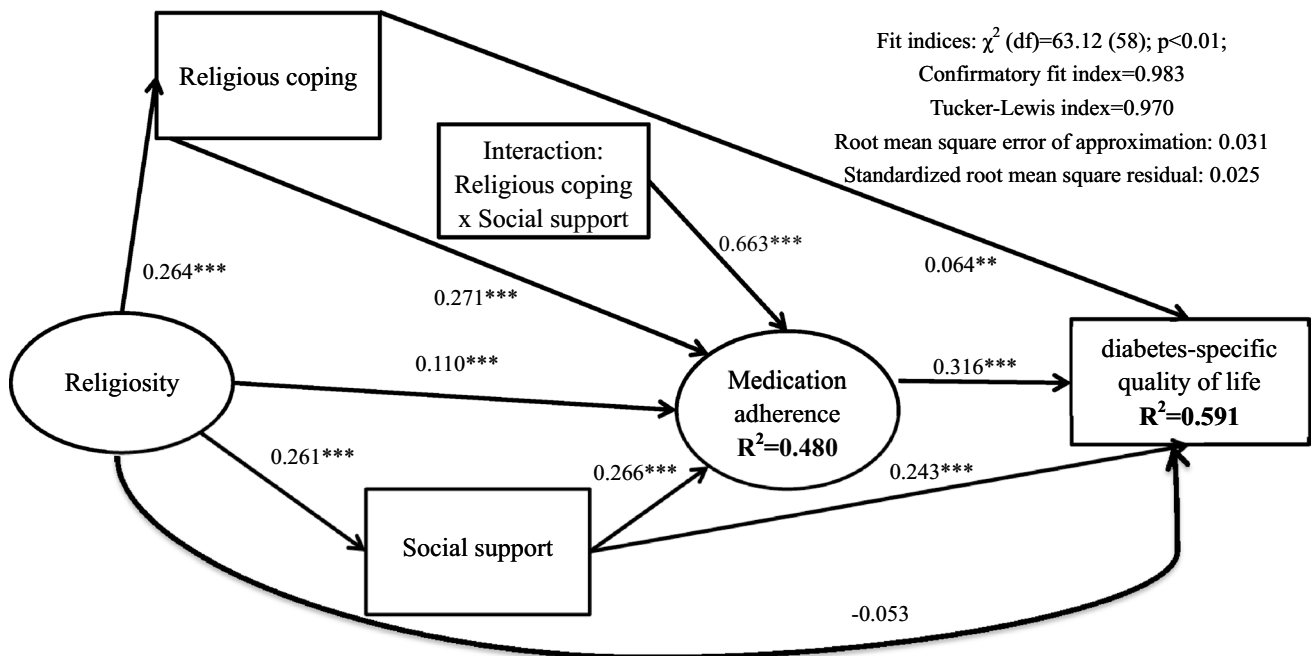 Fit indices: χ² (df)=63.12 (58); p<0.01;
Confirmatory fit index=0.983
Tucker-Lewis index=0.970
Root mean square error of approximation: 0.031
Standardized root mean square residual: 0.025
Religious coping
Interaction:
Religious coping
x Social support
0.663***
0.264***
0.271***
0.064**
Religiosity
0.110***
Medication
adherence
R²=0.480
0.316***
diabetes-specific
quality of life
R²=0.591
0.261***
0.266***
0.243***
Social support
-0.053